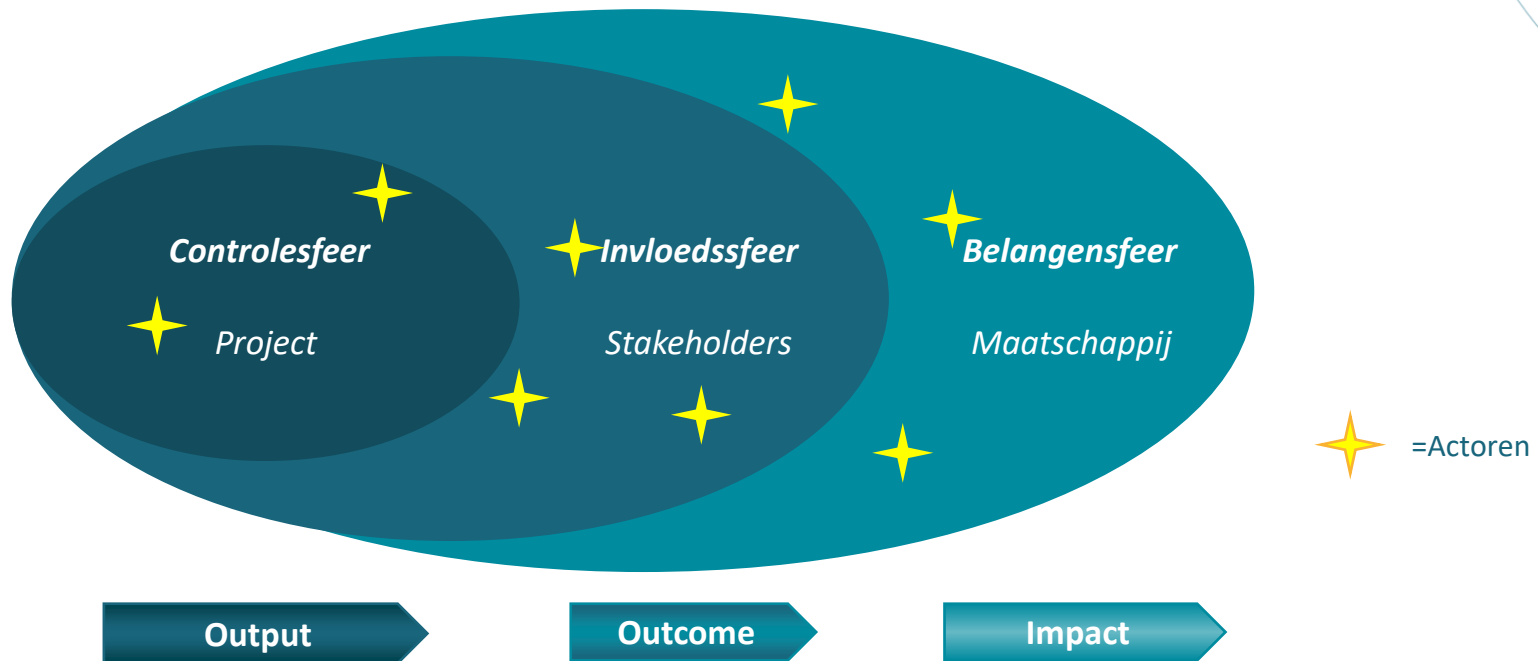 Controlesfeer
Project
Invloedssfeer
Stakeholders
Belangensfeer
Maatschappij
=Actoren
Output
Outcome
Impact